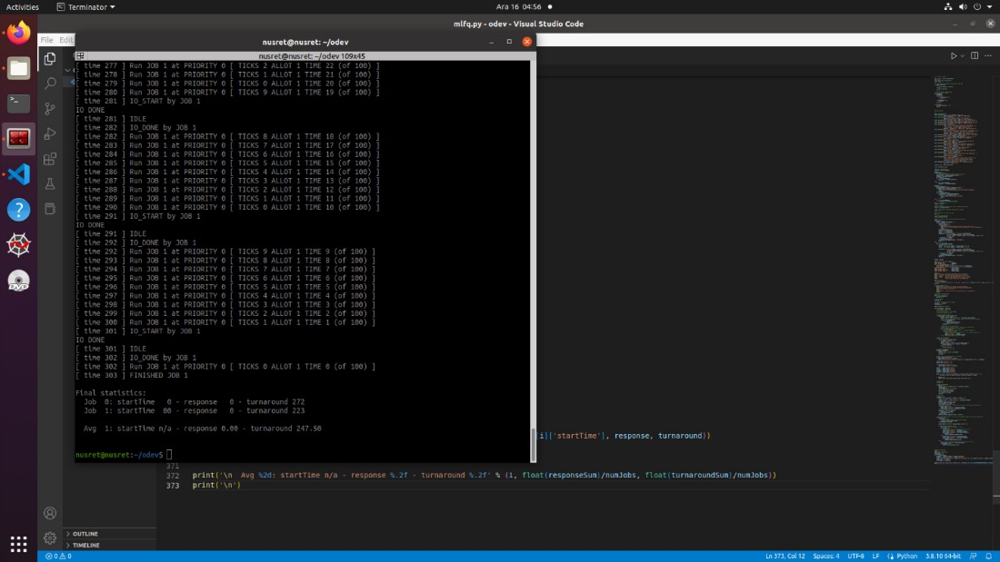 Activities
Terminator
Ara 16 04:56
mlfq.py - odev - Visual Studio Code
File Edit
nusret@nusret: ~/odev
nusret@nusret: ~/odev 109x45
[ time 277 ] Run JOB 1 at PRIORITY 0 [ TICKS 2 ALLOT 1 TIME 22 (of 100) ]
[ time 278 ] Run JOB 1 at PRIORITY 0 [ TICKS 1 ALLOT 1 TIME 21 (of 100) ]
[ time 279 ] Run JOB 1 at PRIORITY 0 [ TICKS 0 ALLOT 1 TIME 20 (of 100) ]
[ time 280 ] Run JOB 1 at PRIORITY 0 [ TICKS 9 ALLOT 1 TIME 19 (of 100) ]
[ time 281 ] IO_START by JOB 1
IO DONE
[ time 281 ] IDLE
[ time 282 ] IO_DONE by JOB 1
[ time 282 ] Run JOB 1 at PRIORITY 0 [ TICKS 8 ALLOT 1 TIME 18 (of 100) ]
[ time 283 ] Run JOB 1 at PRIORITY 0 [ TICKS 7 ALLOT 1 TIME 17 (of 100) ]
[ time 284 ] Run JOB 1 at PRIORITY 0 [ TICKS 6 ALLOT 1 TIME 16 (of 100) ]
[ time 285 ] Run JOB 1 at PRIORITY 0 [ TICKS 5 ALLOT 1 TIME 15 (of 100) ]
[ time 286 ] Run JOB 1 at PRIORITY 0 [ TICKS 4 ALLOT 1 TIME 14 (of 100) ]
[ time 287 ] Run JOB 1 at PRIORITY 0 [ TICKS 3 ALLOT 1 TIME 13 (of 100) ]
[ time 288 ] Run JOB 1 at PRIORITY 0 [ TICKS 2 ALLOT 1 TIME 12 (of 100) ]
[ time 289 ] Run JOB 1 at PRIORITY 0 [ TICKS 1 ALLOT 1 TIME 11 (of 100) ]
[ time 290 ] Run JOB 1 at PRIORITY 0 [ TICKS 0 ALLOT 1 TIME 10 (of 100) ]
[ time 291 ] IO_START by JOB 1
IO DONE
[ time 291 ] IDLE
[ time 292 ] IO_DONE by JOB 1
[ time 292 ] Run JOB 1 at PRIORITY 0 [ TICKS 9 ALLOT 1 TIME 9 (of 100) ]
[ time 293 ] Run JOB 1 at PRIORITY 0 [ TICKS 8 ALLOT 1 TIME 8 (of 100) ]
[ time 294 ] Run JOB 1 at PRIORITY 0 [ TICKS 7 ALLOT 1 TIME 7 (of 100) ]
[ time 295 ] Run JOB 1 at PRIORITY 0 [ TICKS 6 ALLOT 1 TIME 6 (of 100) ]
[ time 296 ] Run JOB 1 at PRIORITY 0 [ TICKS 5 ALLOT 1 TIME 5 (of 100) ]
[ time 297 ] Run JOB 1 at PRIORITY 0 [ TICKS 4 ALLOT 1 TIME 4 (of 100) ]
[ time 298 ] Run JOB 1 at PRIORITY 0 [ TICKS 3 ALLOT 1 TIME 3 (of 100) ]
[ time 299 ] Run JOB 1 at PRIORITY 0 [ TICKS 2 ALLOT 1 TIME 2 (of 100) ]
[ time 300 ] Run JOB 1 at PRIORITY 0 [ TICKS 1 ALLOT 1 TIME 1 (of 100) ]
[ time 301 ] IO_START by JOB 1
IO DONE
[ time 301 ] IDLE
[ time 302 ] IO_DONE by JOB 1
[ time 302 ] Run JOB 1 at PRIORITY 0 [ TICKS 0 ALLOT 1 TIME 0 (of 100) ]
[ time 303 ] FINISHED JOB 1
Final statistics:
Job 0: startTime 0 - response 0 - turnaround 272
Job 1: startTime 80 - response 0 - turnaround 223
Avg 1: startTime n/a - response 0.00 - turnaround 247.50
nusret@nusret:~/odev$
[i]['startTime'], response, turnaround))
371
372 print('\n Avg %2d: startTime n/a - response %.2f - turnaround %.2f' % (i, float(responseSum)/numJobs, float(turnaroundSum)/numJobs))
373 print('\n')
OUTLINE
TIMELINE
0 0
Ln 373, Col 12 Spaces: 4 UTF-8 LF Python 3.8.10 64-bit